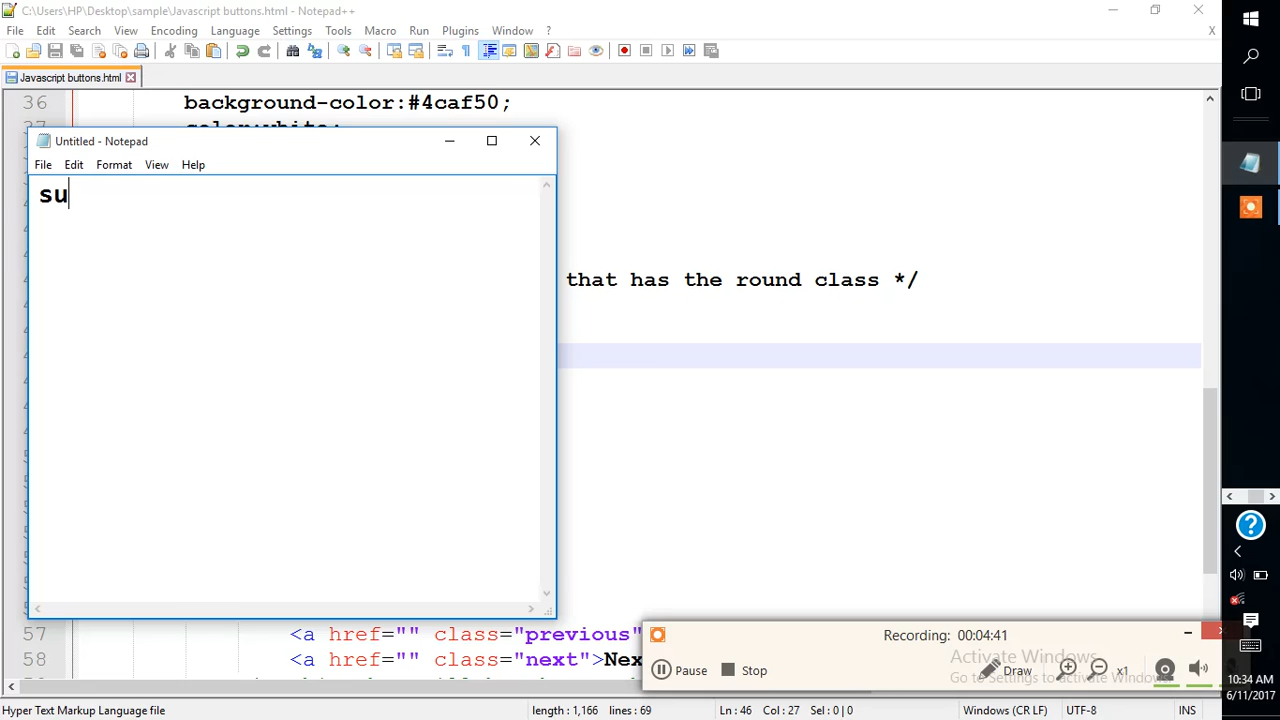 C:\Users\HP\Desktop\sample\Javascript buttons.html - Notepad++
File Edit Search View Encoding Language Settings Tools Macro Run Plugins Window ? X
Javascript buttons.html
36 background-color:#4caf50;
Untitled - Notepad
File Edit Format View Help
su
that has the round class */
57 <a href="" class="previous"
58 <a href="" class="next">Nex
Recording: 00:04:41
Activate Windows
Go to Settings to activate Windows.
Pause Stop Draw x1
Hyper Text Markup Language file length : 1,166 lines : 69 Ln : 46 Col : 27 Sel : 0 | 0 Windows (CR LF) UTF-8 INS
10:34 AM
6/11/2017